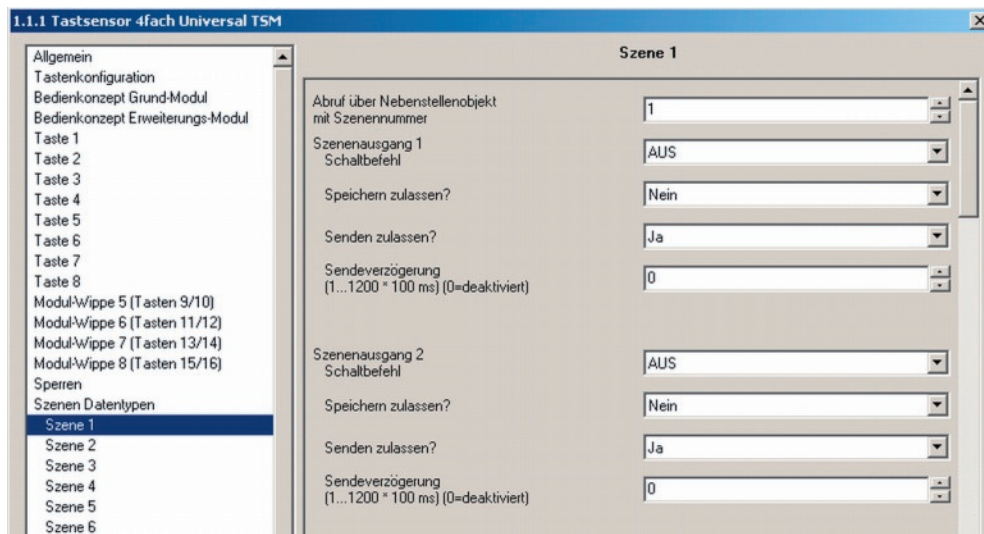 1.1.1 Tastsensor 4fach Universal TSM
Allgemein
Tastenkonfiguration
Bedienkonzept Grund-Modul
Bedienkonzept Erweiterungs-Modul
Taste 1
Taste 2
Taste 3
Taste 4
Taste 5
Taste 6
Taste 7
Taste 8
Modul-Wippe 5 (Tasten 9/10)
Modul-Wippe 6 (Tasten 11/12)
Modul-Wippe 7 (Tasten 13/14)
Modul-Wippe 8 (Tasten 15/16)
Sperren
Szenen Datentypen
Szene 1
Szene 2
Szene 3
Szene 4
Szene 5
Szene 6
Szene 1
Abruf über Nebenstellenobjekt
mit Szenennummer
1
Szenenausgang 1
Schaltbefehl
AUS
Speichern zulassen?
Nein
Senden zulassen?
Ja
Sendeverzögerung
(1...1200 * 100 ms) (0=deaktiviert)
0
Szenenausgang 2
Schaltbefehl
AUS
Speichern zulassen?
Nein
Senden zulassen?
Ja
Sendeverzögerung
(1...1200 * 100 ms) (0=deaktiviert)
0